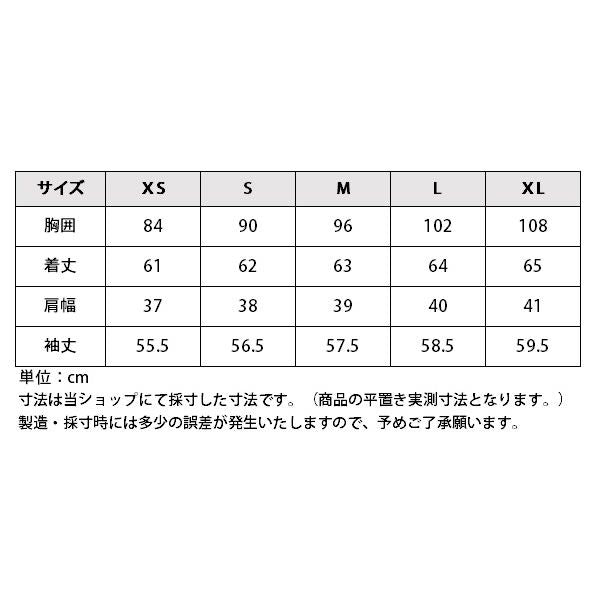 サイズ XS S M L XL
胸囲 84 90 96 102 108
着丈 61 62 63 64 65
肩幅 37 38 39 40 41
袖丈 55.5 56.5 57.5 58.5 59.5
単位：cm
寸法は当ショップにて採寸した寸法です。（商品の平置き実測寸法となります。）
製造・採寸時には多少の誤差が発生いたしますので、予めご了承願います。